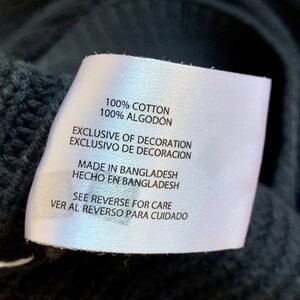 100% COTTON
100% ALGODÓN
EXCLUSIVE OF DECORATION
EXCLUSIVO DE DECORACION
MADE IN BANGLADESH
HECHO EN BANGLADESH
SEE REVERSE FOR CARE
VER AL REVERSO PARA CUIDADO